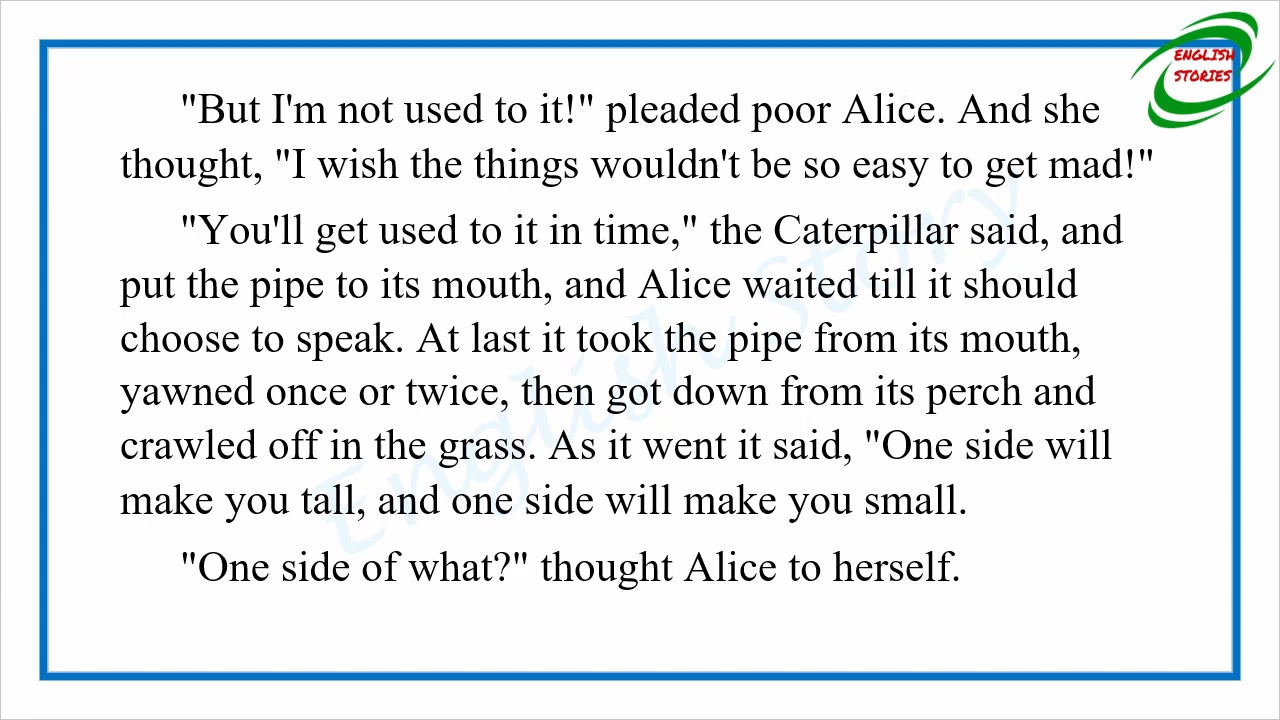 ENGLISH
STORIES
"But I'm not used to it!" pleaded poor Alice. And she
thought, "I wish the things wouldn't be so easy to get mad!"
"You'll get used to it in time," the Caterpillar said, and
put the pipe to its mouth, and Alice waited till it should
choose to speak. At last it took the pipe from its mouth,
yawned once or twice, then got down from its perch and
crawled off in the grass. As it went it said, "One side will
make you tall, and one side will make you small.
"One side of what?" thought Alice to herself.
English Story